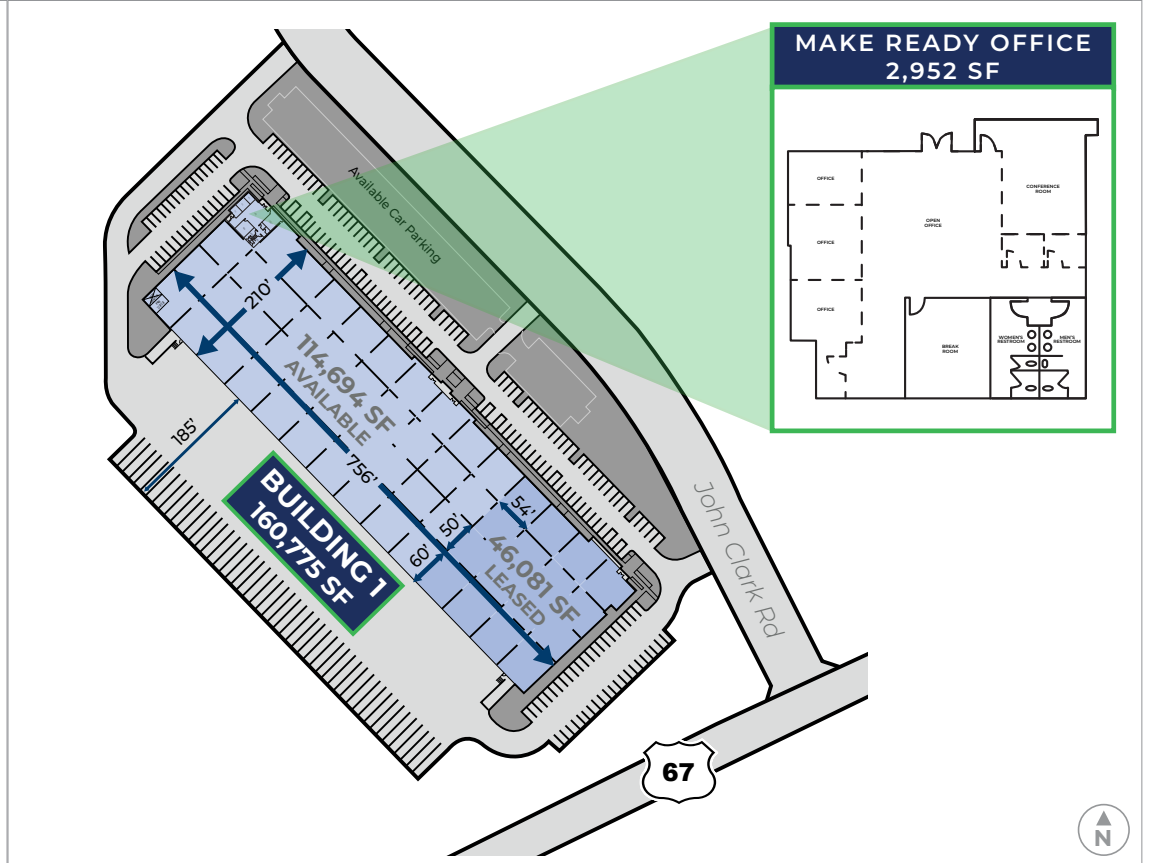 MAKE READY OFFICE
2,952 SF
OFFICE
OFFICE
OFFICE
OPEN
OFFICE
CONFERENCE
ROOM
BREAK
ROOM
WOMEN'S
RESTROOM
MEN'S
RESTROOM
Available Car Parking
210'
114,694 SF
AVAILABLE
185'
756'
BUILDING 1
160,775 SF
54'
50'
60'
46,081 SF
LEASED
John Clark Rd
67
N